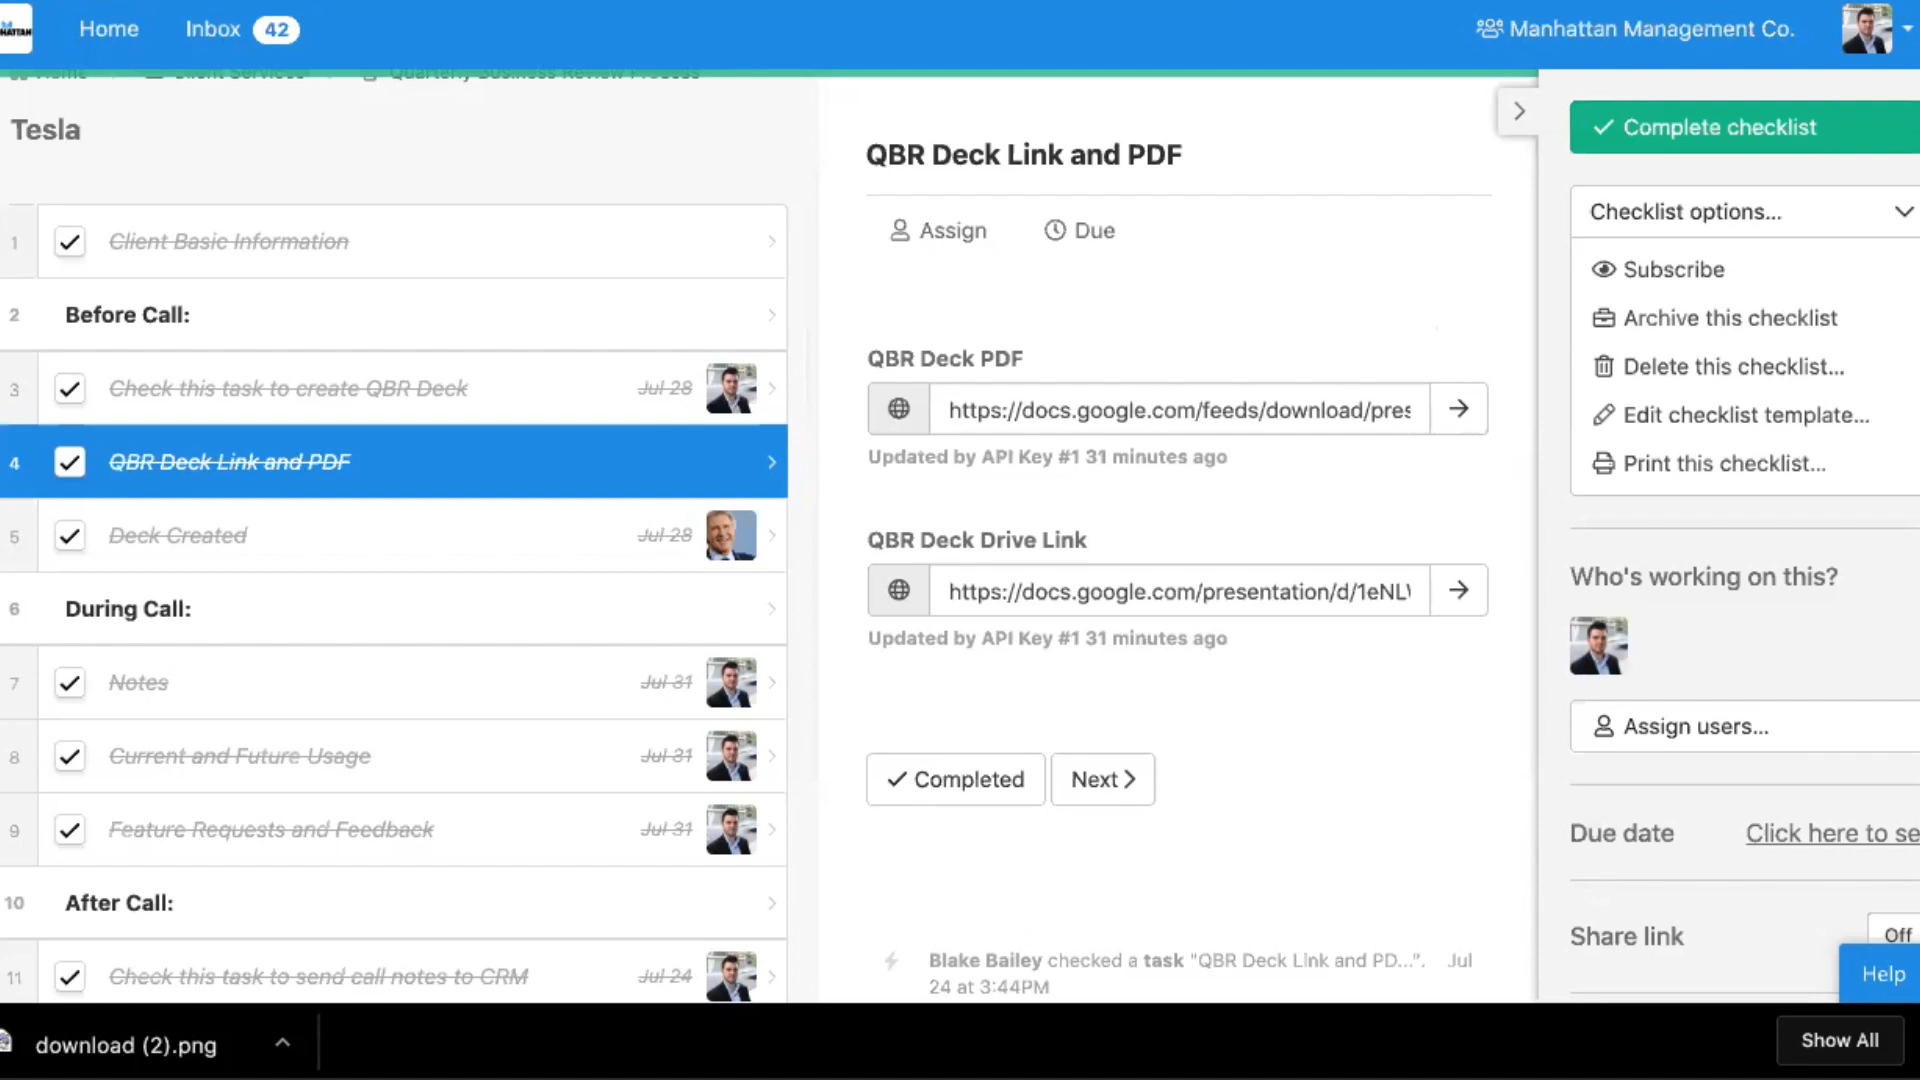 Home
Inbox 42
Manhattan Management Co.
Home
Client Services
Quarterly Business Review Process
Tesla
1 Client Basic Information
2 Before Call:
3 Check this task to create QBR Deck Jul 28
4 QBR Deck Link and PDF
5 Deck Created Jul 28
6 During Call:
7 Notes Jul 31
8 Current and Future Usage Jul 31
9 Feature Requests and Feedback Jul 31
10 After Call:
11 Check this task to send call notes to CRM Jul 24
QBR Deck Link and PDF
Assign
Due
QBR Deck PDF
https://docs.google.com/feeds/download/pres
Updated by API Key #1 31 minutes ago
QBR Deck Drive Link
https://docs.google.com/presentation/d/1eNL
Updated by API Key #1 31 minutes ago
Completed
Next
Blake Bailey checked a task "QBR Deck Link and PD...". Jul
24 at 3:44PM
Complete checklist
Checklist options...
Subscribe
Archive this checklist
Delete this checklist...
Edit checklist template...
Print this checklist...
Who's working on this?
Assign users...
Due date
Click here to se
Share link
Off
Help
download (2).png
Show All